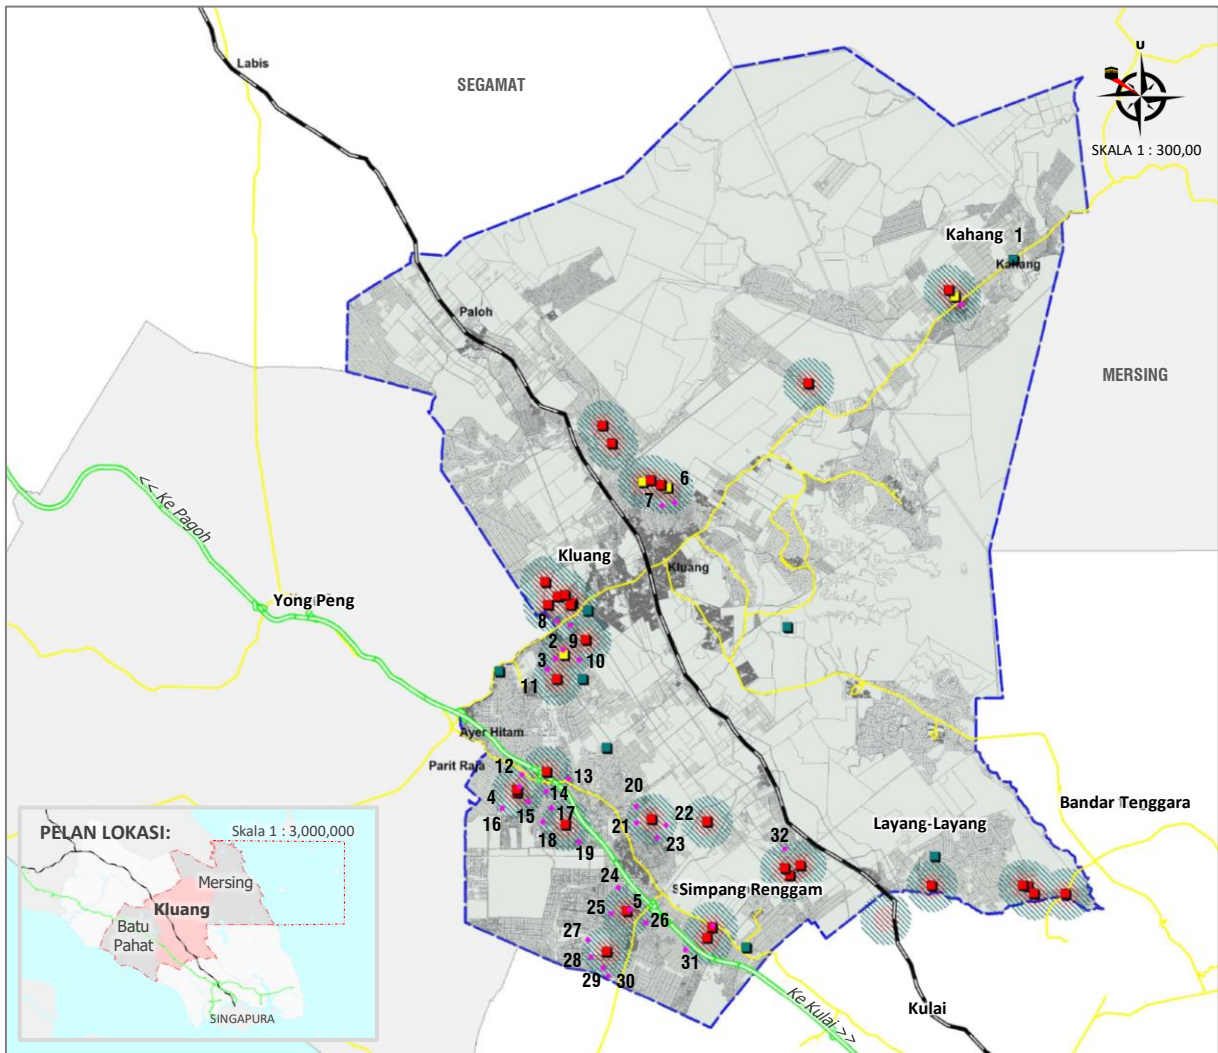 Labis
SEGAMAT
U
SKALA 1 : 300,00
Kahang 1
Kahang
Paloh
MERSING
6
7
<< Ke Pagoh
Kluang
Kluang
Yong Peng
8
2 9
3 10
11
Ayer Hitam
Parit Raja
12 13
4 14
15 17
16
18
19
20
21 22
23
32
Bandar Tenggara
Layang-Layang
Simpang Renggam
24
25 5
26
27
28
29 30
31
Kulai
Ke Kulai >>
PELAN LOKASI:
Skala 1 : 3,000,000
Mersing
Kluang
Batu
Pahat
SINGAPURA